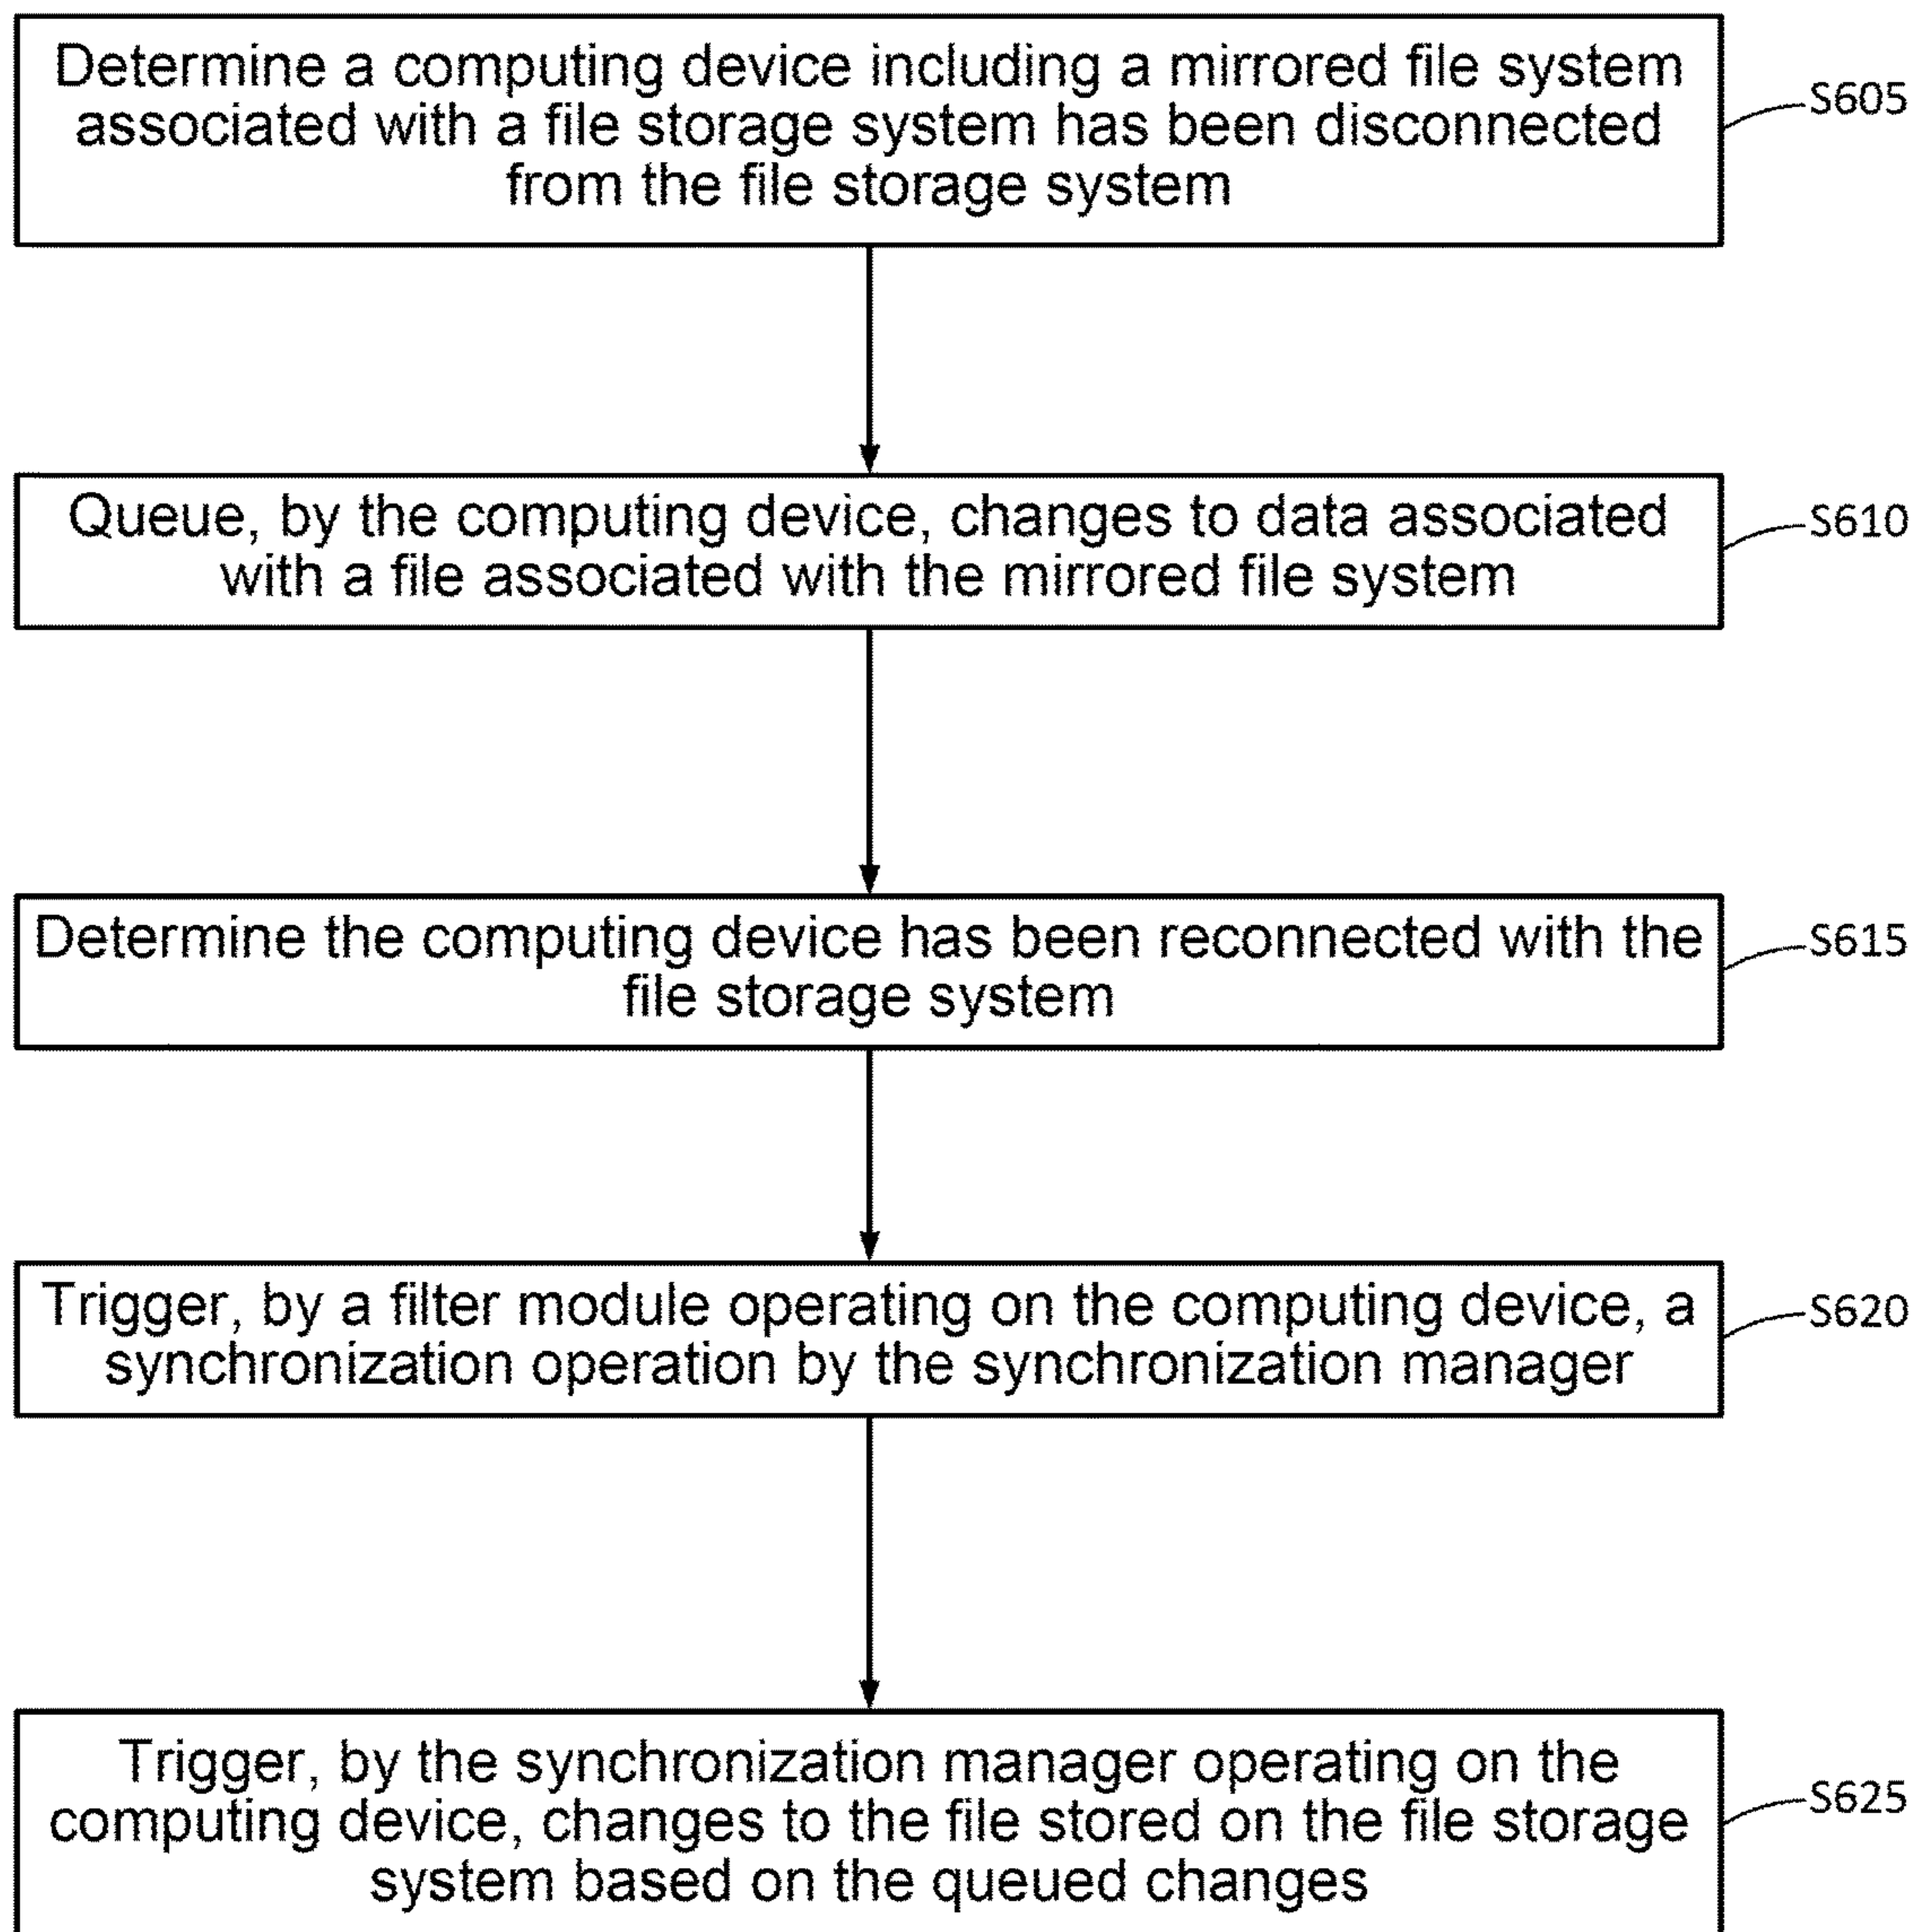 Determine a computing device including a mirrored file system
associated with a file storage system has been disconnected
from the file storage system
S605
Queue, by the computing device, changes to data associated
with a file associated with the mirrored file system
S610
Determine the computing device has been reconnected with the
file storage system
S615
Trigger, by a filter module operating on the computing device, a
synchronization operation by the synchronization manager
S620
Trigger, by the synchronization manager operating on the
computing device, changes to the file stored on the file storage
system based on the queued changes
S625